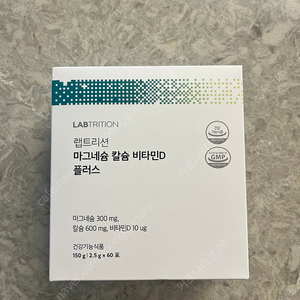 LABTRITION
랩트리션
마그네슘 칼슘 비타민D
플러스
GMP
마그네슘 300 mg,
칼슘 600 mg, 비타민D 10 ug
건강기능식품
150 g | 2.5 g × 60 포